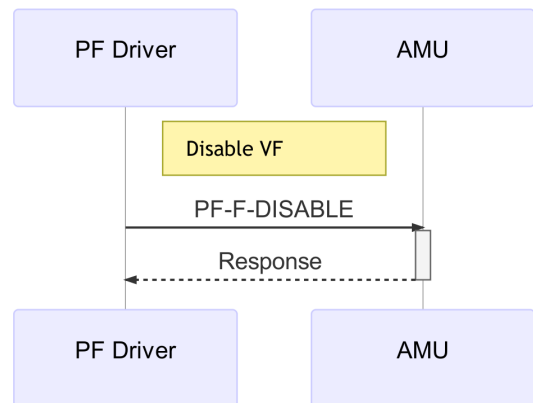 PF Driver
AMU
Disable VF
PF-F-DISABLE
Response
PF Driver
AMU